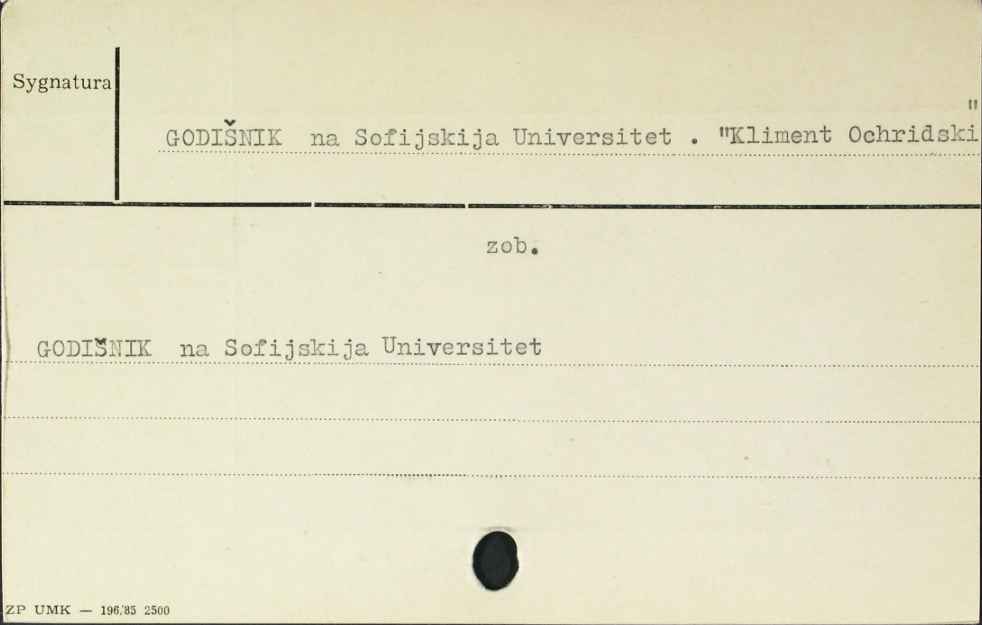 Sygnatura
GODIŠNIK na Sofijskija Universitet . "Kliment Ochridski"
zob.
GODIŠNIK na Sofijskija Universitet
ZP UMK — 196/85 2500